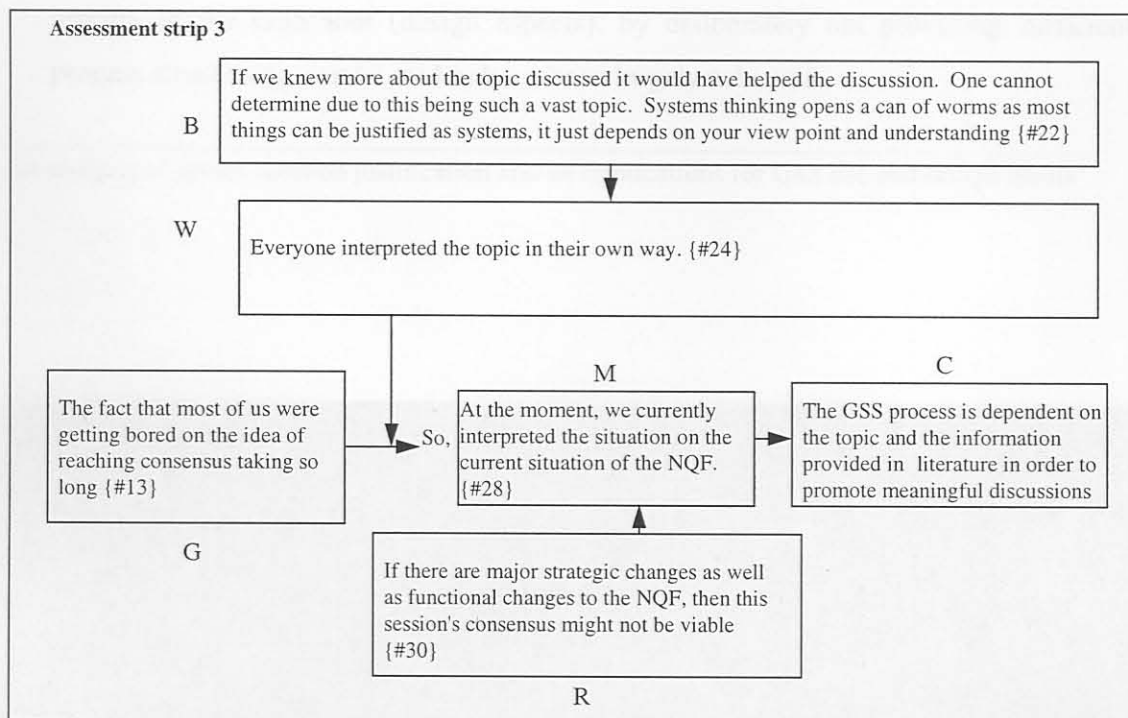 Assessment strip 3
If we knew more about the topic discussed it would have helped the discussion. One cannot
determine due to this being such a vast topic. Systems thinking opens a can of worms as most
things can be justified as systems, it just depends on your view point and understanding {#22}
B
W
Everyone interpreted the topic in their own way. {#24}
M
C
The fact that most of us were
getting bored on the idea of
reaching consensus taking so
long {#13}
So,
At the moment, we currently
interpreted the situation on the
current situation of the NQF.
{#28}
The GSS process is dependent on
the topic and the information
provided in literature in order to
promote meaningful discussions
G
If there are major strategic changes as well
as functional changes to the NQF, then this
session's consensus might not be viable
{#30}
R